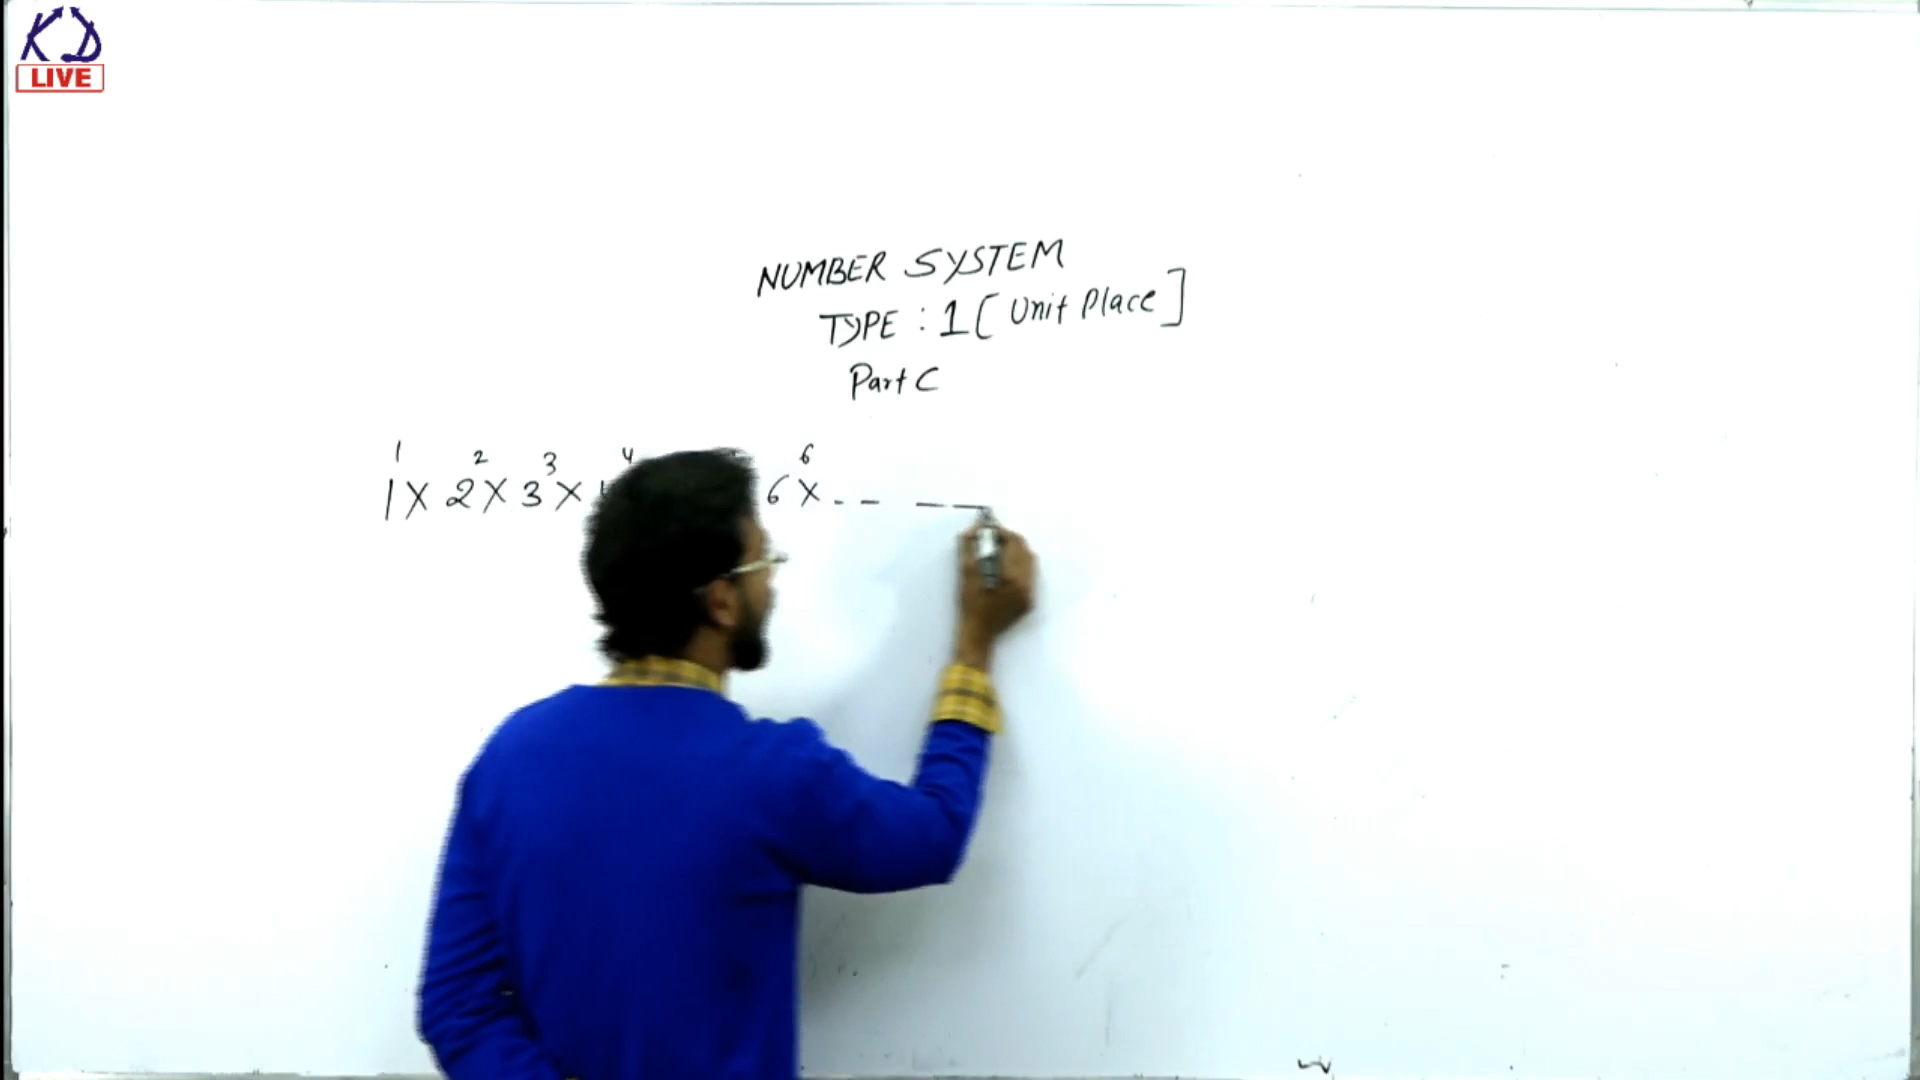 KD
LIVE
NUMBER SYSTEM
TYPE : 1 [ Unit Place ]
Part C
1 2 3 4 6
1 X 2 X 3 X 6 X - - - -